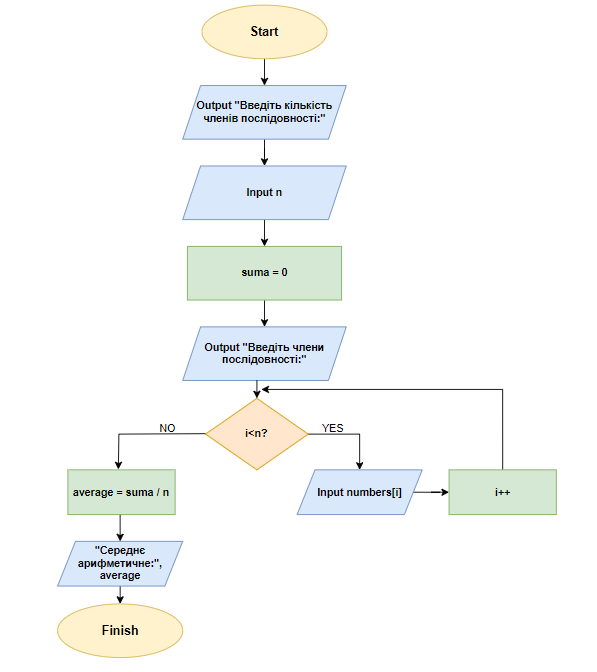 Start
Output "Введіть кількість
членів послідовності:"
Input n
suma = 0
Output "Введіть члени
послідовності:"
i<n?
NO
YES
average = suma / n
Input numbers[i]
i++
"Середнє
арифметичне:",
average
Finish